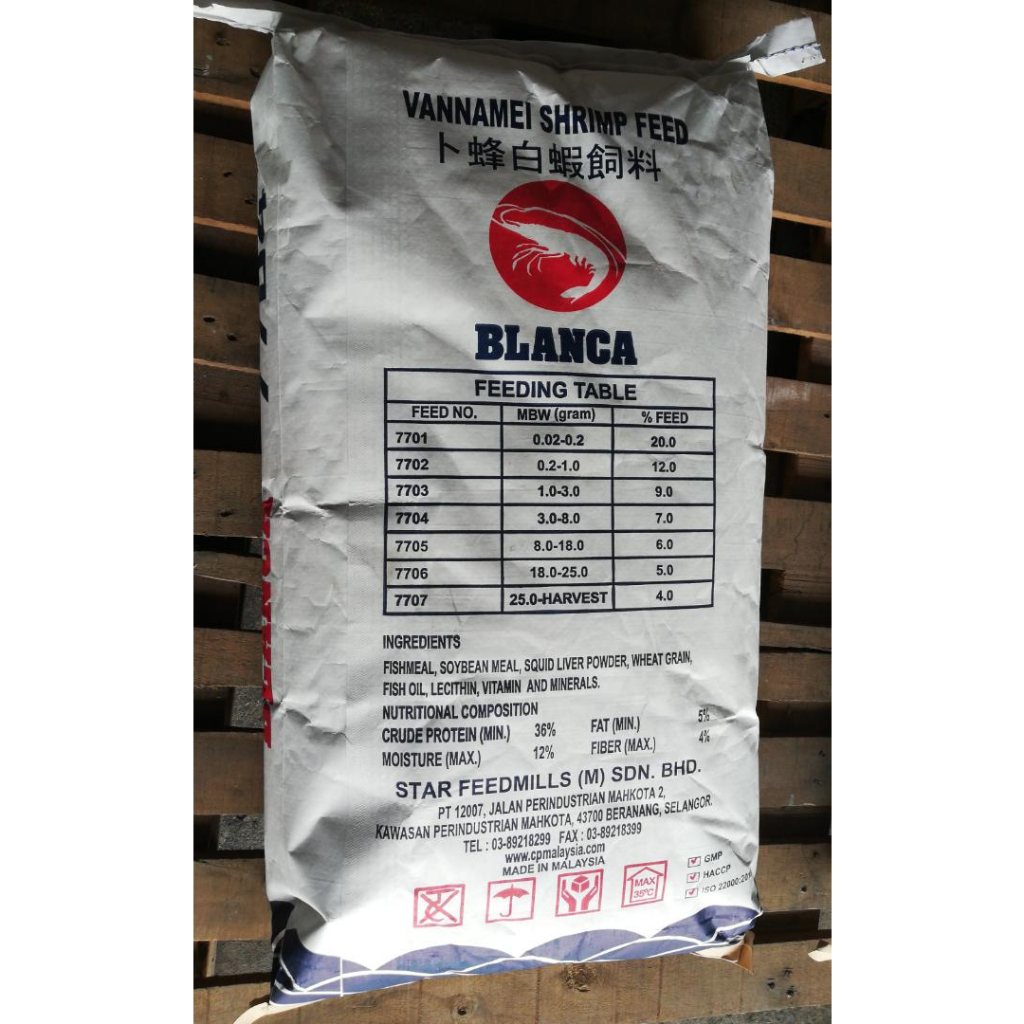 VANNAMEI SHRIMP FEED
卜蜂白蝦飼料
BLANCA
FEEDING TABLE
FEED NO. MBW (gram) % FEED
7701 0.02-0.2 20.0
7702 0.2-1.0 12.0
7703 1.0-3.0 9.0
7704 3.0-8.0 7.0
7705 8.0-18.0 6.0
7706 18.0-25.0 5.0
7707 25.0-HARVEST 4.0
INGREDIENTS
FISHMEAL, SOYBEAN MEAL, SQUID LIVER POWDER, WHEAT GRAIN,
FISH OIL, LECITHIN, VITAMIN AND MINERALS.
NUTRITIONAL COMPOSITION
CRUDE PROTEIN (MIN.) 36% FAT (MIN.) 5%
MOISTURE (MAX.) 12% FIBER (MAX.) 4%
STAR FEEDMILLS (M) SDN. BHD.
PT 12007, JALAN PERINDUSTRIAN MAHKOTA 2,
KAWASAN PERINDUSTRIAN MAHKOTA, 43700 BERANANG, SELANGOR.
TEL : 03-89218299 FAX : 03-89218399
www.cpmalaysia.com
MADE IN MALAYSIA
MAX
35°C
GMP
HACCP
ISO